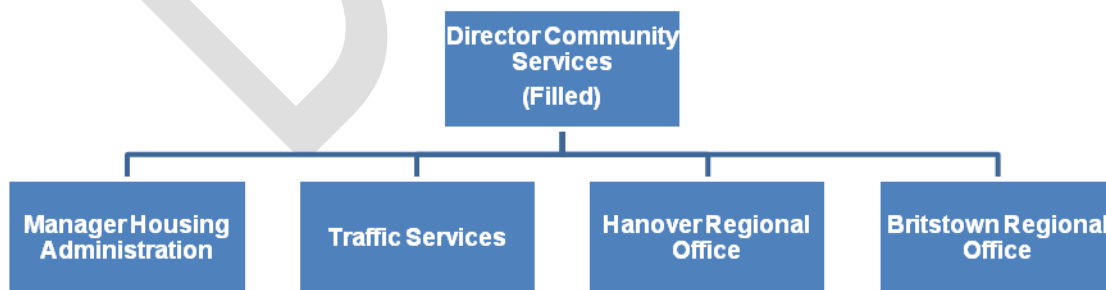 Director Community
Services
(Filled)
Manager Housing
Administration
Traffic Services
Hanover Regional
Office
Britstown Regional
Office